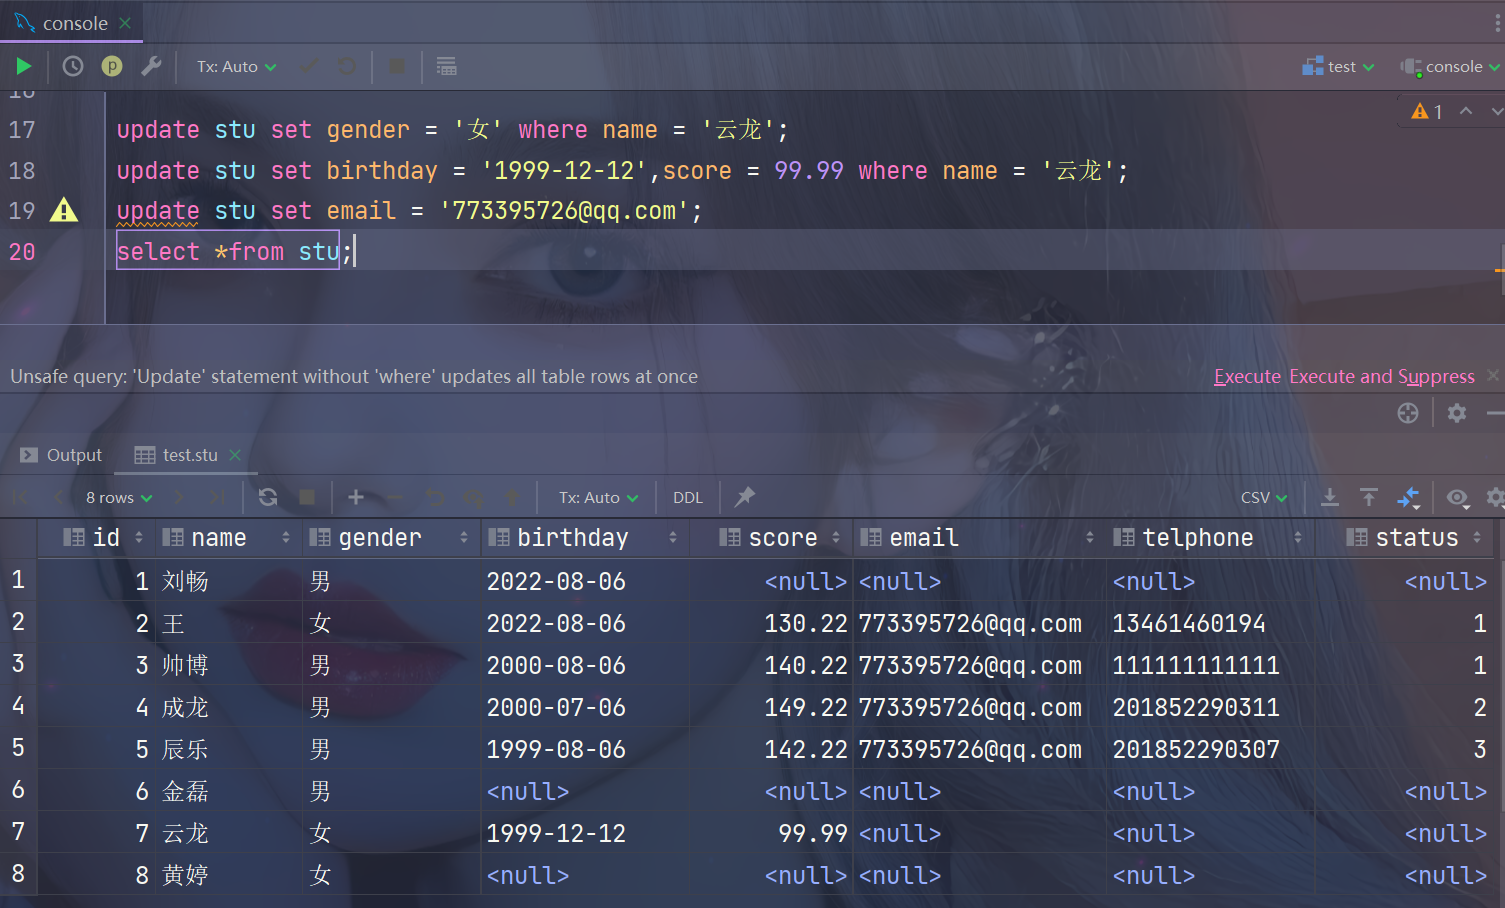 console
Tx: Auto
test console
16
1
17 update stu set gender = '女' where name = '云龙';
18 update stu set birthday = '1999-12-12',score = 99.99 where name = '云龙';
19 update stu set email = '773395726@qq.com';
20 select *from stu;
Unsafe query: 'Update' statement without 'where' updates all table rows at once Execute Execute and Suppress
Output test.stu
8 rows Tx: Auto DDL CSV
id name gender birthday score email telphone status
1 1 刘畅 男 2022-08-06 <null> <null> <null> <null>
2 2 王 女 2022-08-06 130.22 773395726@qq.com 13461460194 1
3 3 帅博 男 2000-08-06 140.22 773395726@qq.com 111111111111 1
4 4 成龙 男 2000-07-06 149.22 773395726@qq.com 201852290311 2
5 5 辰乐 男 1999-08-06 142.22 773395726@qq.com 201852290307 3
6 6 金磊 男 <null> <null> <null> <null> <null>
7 7 云龙 女 1999-12-12 99.99 <null> <null> <null>
8 8 黄婷 女 <null> <null> <null> <null> <null>